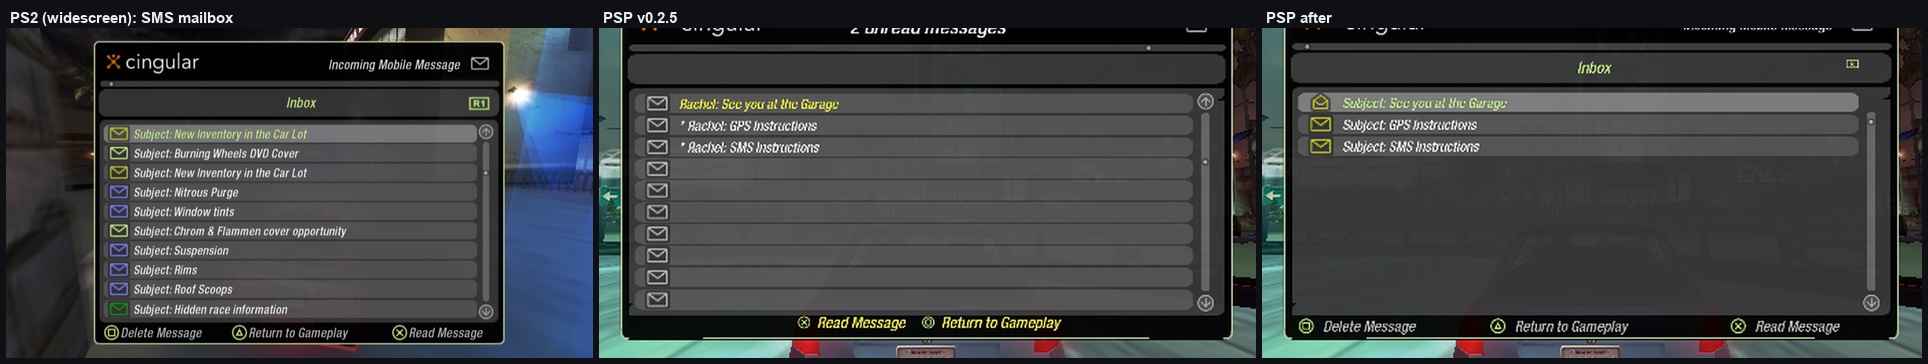 PS2 (widescreen): SMS mailbox
cingular
Incoming Mobile Message
Inbox
R1
Subject: New Inventory in the Car Lot
Subject: Burning Wheels DVD Cover
Subject: New Inventory in the Car Lot
Subject: Nitrous Purge
Subject: Window tints
Subject: Chrom & Flammen cover opportunity
Subject: Suspension
Subject: Rims
Subject: Roof Scoops
Subject: Hidden race information
Delete Message
Return to Gameplay
Read Message
PSP v0.2.5
cingular
2 unread messages
Rachel: See you at the Garage
* Rachel: GPS Instructions
* Rachel: SMS Instructions
Read Message
Return to Gameplay
PSP after
cingular
Incoming Mobile Message
Inbox
Subject: See you at the Garage
Subject: GPS Instructions
Subject: SMS Instructions
Delete Message
Return to Gameplay
Read Message